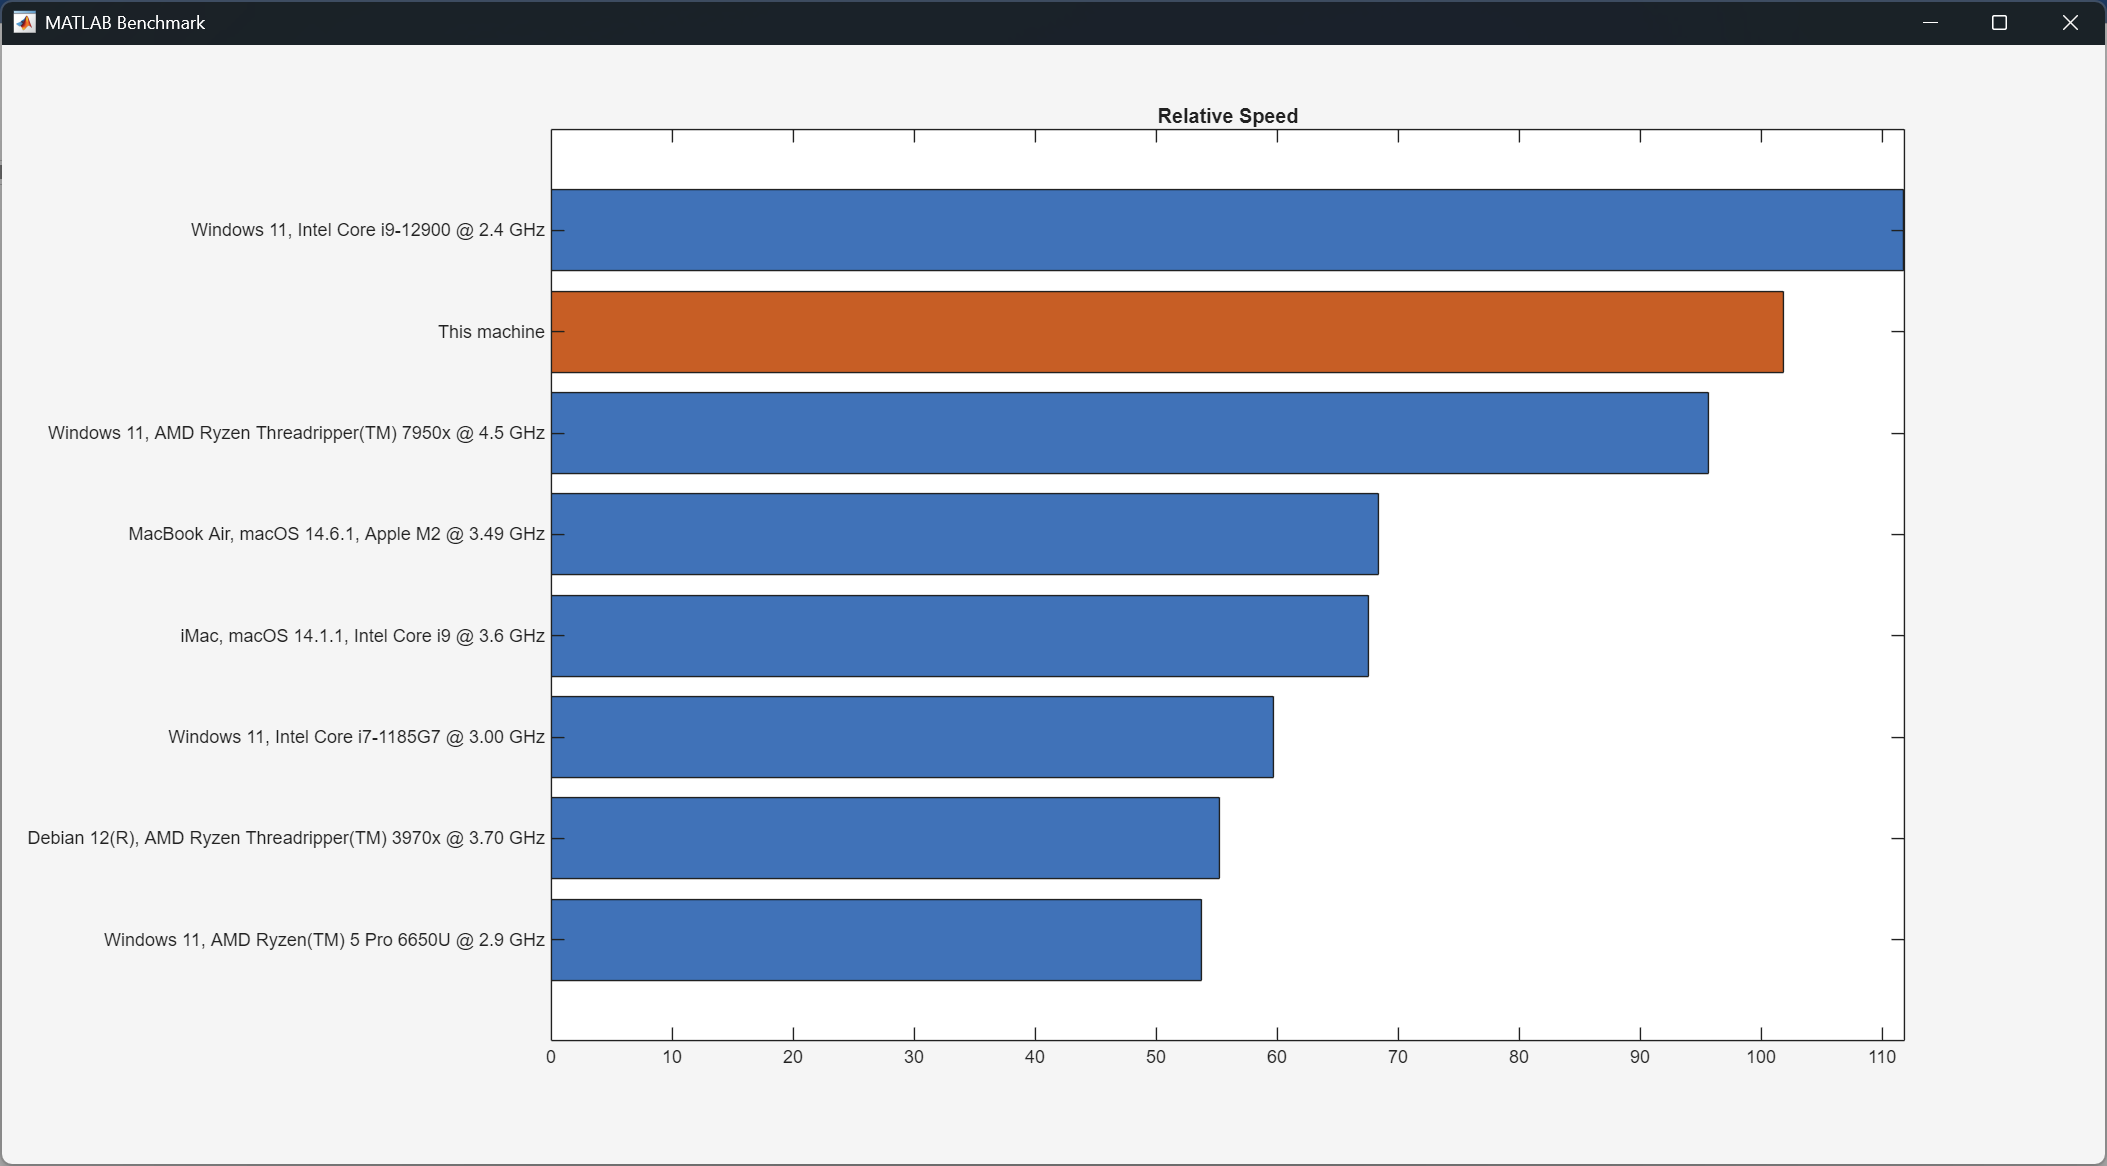 MATLAB Benchmark
Relative Speed
Windows 11, Intel Core i9-12900 @ 2.4 GHz
This machine
Windows 11, AMD Ryzen Threadripper(TM) 7950x @ 4.5 GHz
MacBook Air, macOS 14.6.1, Apple M2 @ 3.49 GHz
iMac, macOS 14.1.1, Intel Core i9 @ 3.6 GHz
Windows 11, Intel Core i7-1185G7 @ 3.00 GHz
Debian 12(R), AMD Ryzen Threadripper(TM) 3970x @ 3.70 GHz
Windows 11, AMD Ryzen(TM) 5 Pro 6650U @ 2.9 GHz
0 10 20 30 40 50 60 70 80 90 100 110